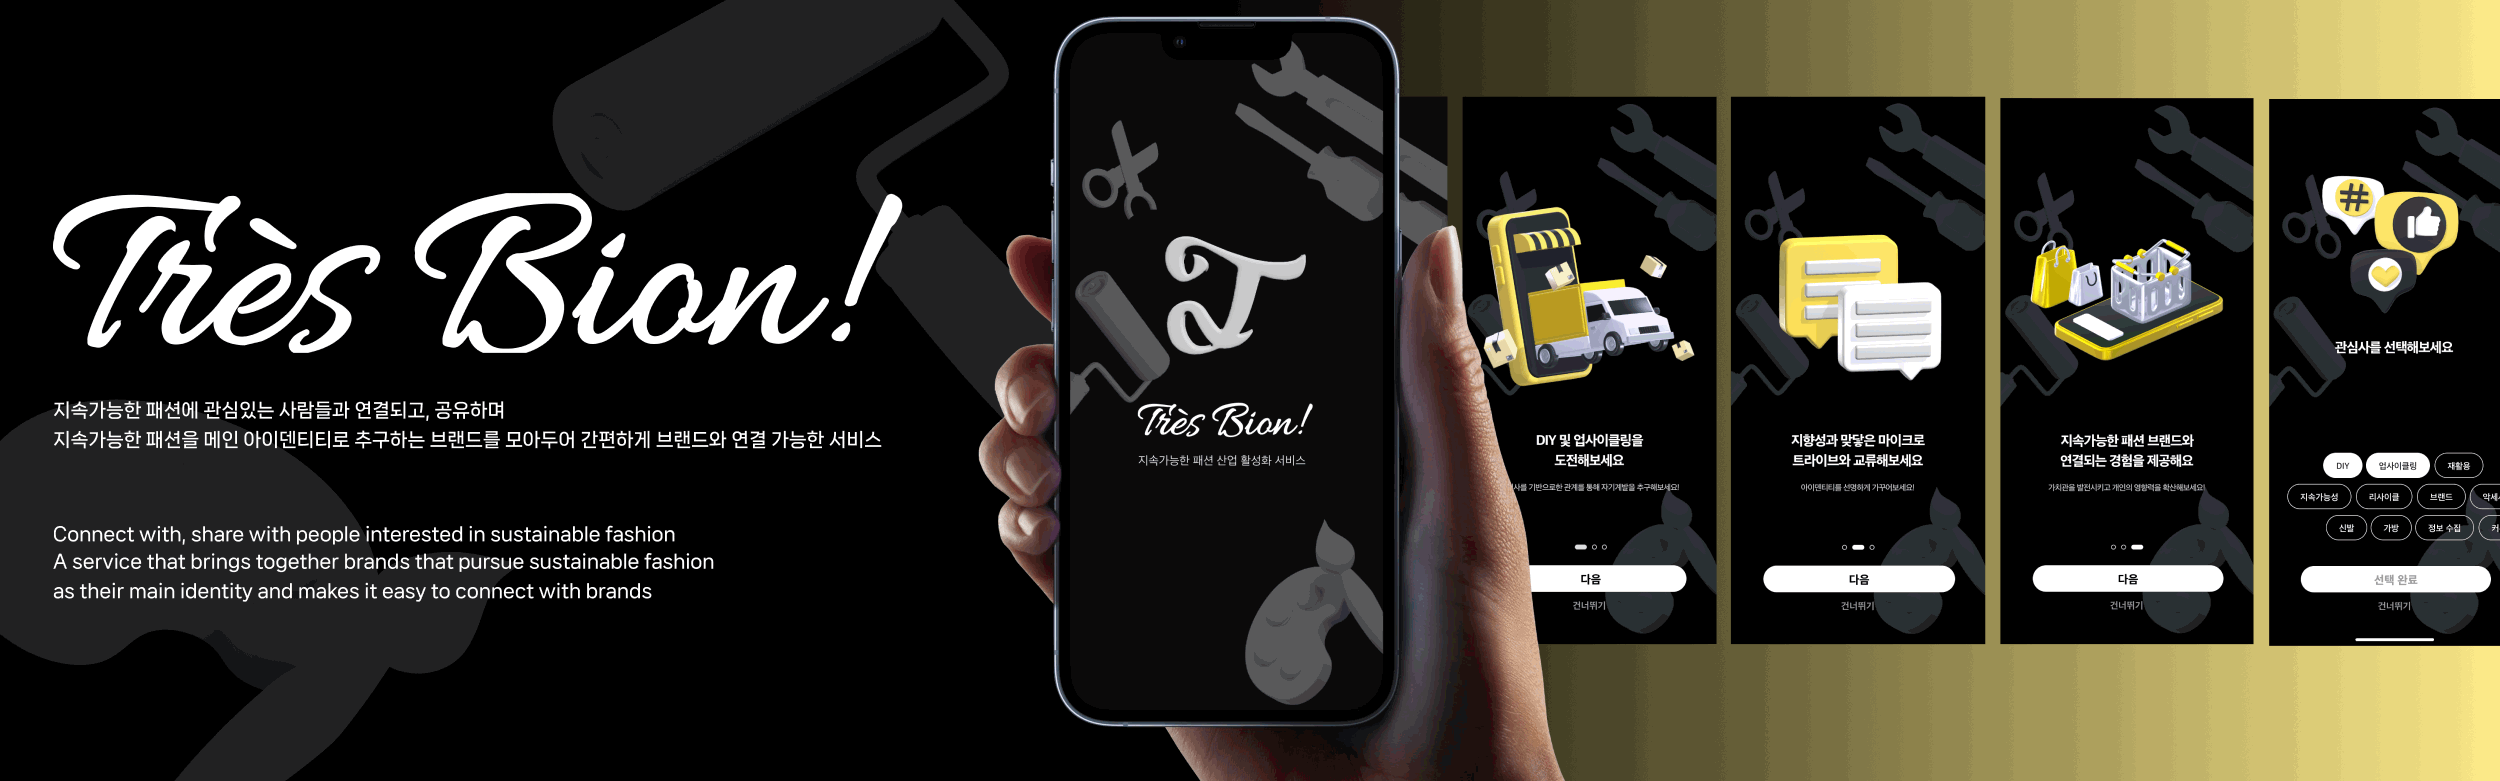 Très Bion!
지속가능한 패션에 관심있는 사람들과 연결되고, 공유하며
지속가능한 패션을 메인 아이덴티티로 추구하는 브랜드를 모아두어 간편하게 브랜드와 연결 가능한 서비스
Connect with, share with people interested in sustainable fashion
A service that brings together brands that pursue sustainable fashion
as their main identity and makes it easy to connect with brands
Très Bion!
지속가능한 패션 산업 활성화 서비스
DIY 및 업사이클링을
도전해보세요
기반으로한 관계를 통해 자기계발을 추구해보세요!
다음
건너뛰기
지향성과 맞닿은 마이크로
트라이브와 교류해보세요
아이덴티티를 선명하게 가꾸어보세요!
다음
건너뛰기
지속가능한 패션 브랜드와
연결되는 경험을 제공해요
가치관을 발전시키고 개인의 영향력을 확산해보세요!
다음
건너뛰기
#
관심사를 선택해보세요
DIY 업사이클링 재활용
지속가능성 리사이클 브랜드
신발 가방 정보 수집
선택 완료
건너뛰기